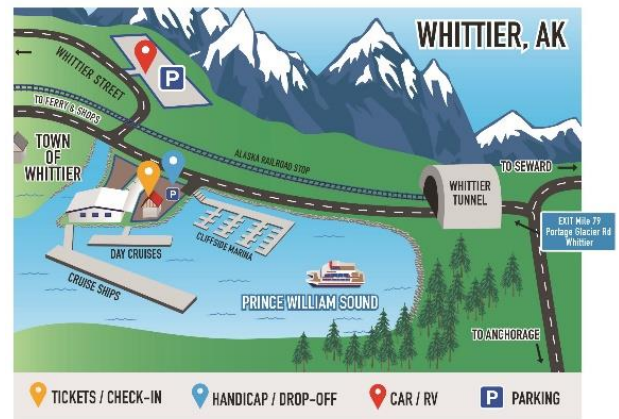 WHITTIER, AK
WHITTIER STREET
P
TO FERRY & SHOPS
TOWN
OF
WHITTIER
ALASKA RAILROAD STOP
P
WHITTIER
TUNNEL
TO SEWARD
EXIT Mile 79
Portage Glacier Rd
Whittier
DAY CRUISES
CLIFFSIDE MARINA
CRUISE SHIPS
PRINCE WILLIAM SOUND
TO ANCHORAGE
TICKETS / CHECK-IN
HANDICAP / DROP-OFF
CAR / RV
P PARKING